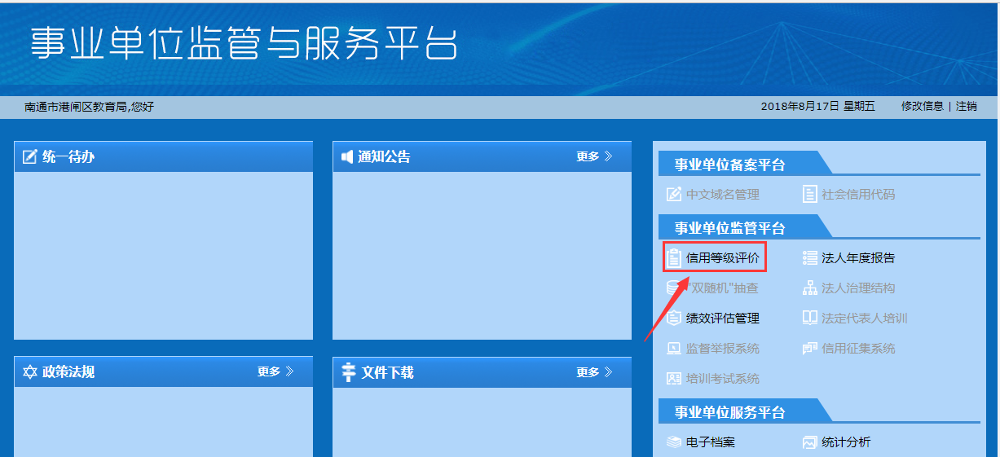 事业单位监管与服务平台
南通市港闸区教育局,您好
2018年8月17日 星期五 修改信息 | 注销
统一待办
通知公告 更多
政策法规 更多
文件下载 更多
事业单位备案平台
中文域名管理 社会信用代码
事业单位监管平台
信用等级评价 法人年度报告
"双随机"抽查 法人治理结构
绩效评估管理 法定代表人培训
监督举报系统 信用征集系统
培训考试系统
事业单位服务平台
电子档案 统计分析